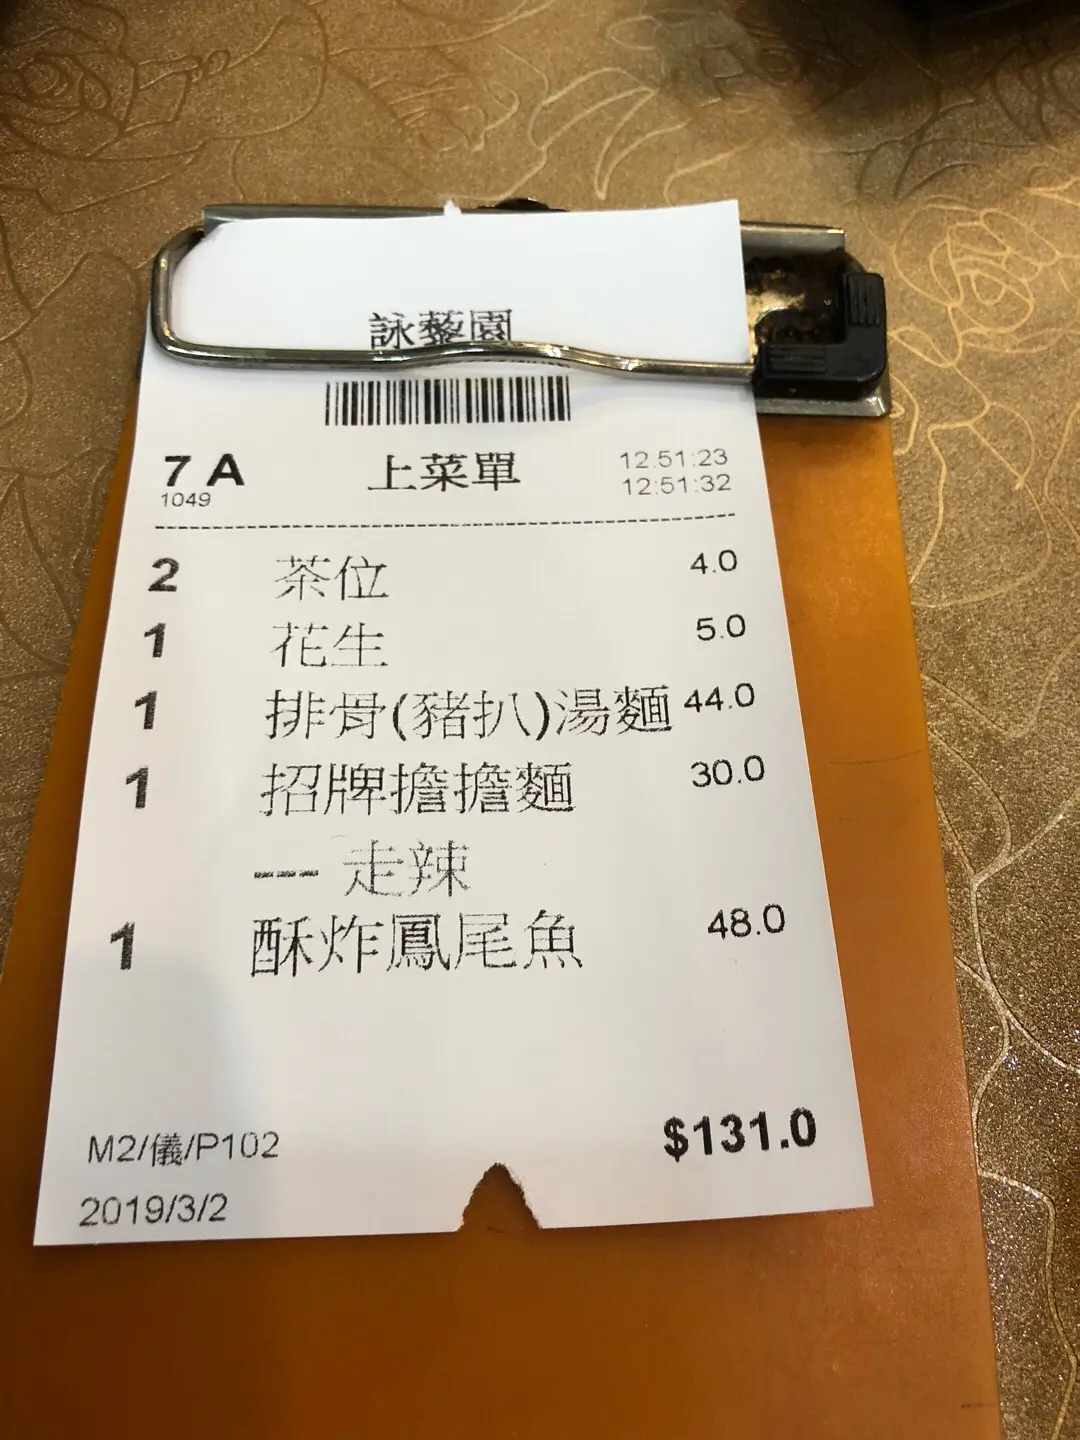 詠藜園
7 A 上菜單 12:51:23
1049 12:51:32
2 茶位 4.0
1 花生 5.0
1 排骨(豬扒)湯麵 44.0
1 招牌擔擔麵 30.0
--- 走辣
1 酥炸鳳尾魚 48.0
M2/儀/P102 $131.0
2019/3/2